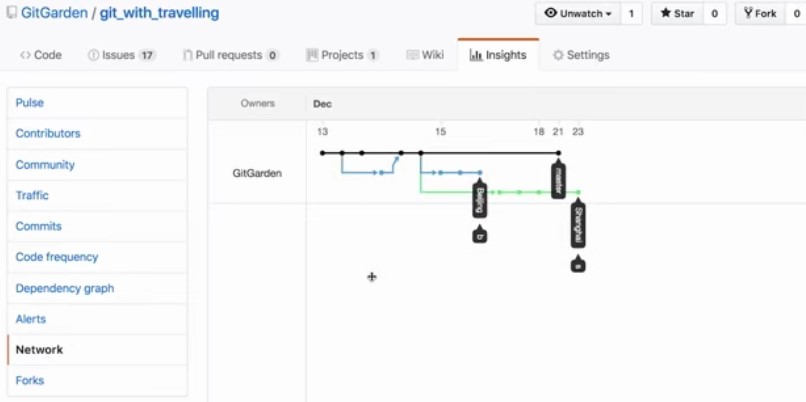 GitGarden / git_with_travelling
Unwatch 1 Star 0 Fork 0
Code Issues 17 Pull requests 0 Projects 1 Wiki Insights Settings
Pulse
Contributors
Community
Traffic
Commits
Code frequency
Dependency graph
Alerts
Network
Forks
Owners Dec
13 15 18 21 23
GitGarden
master
Beijing
Shanghai
b
s